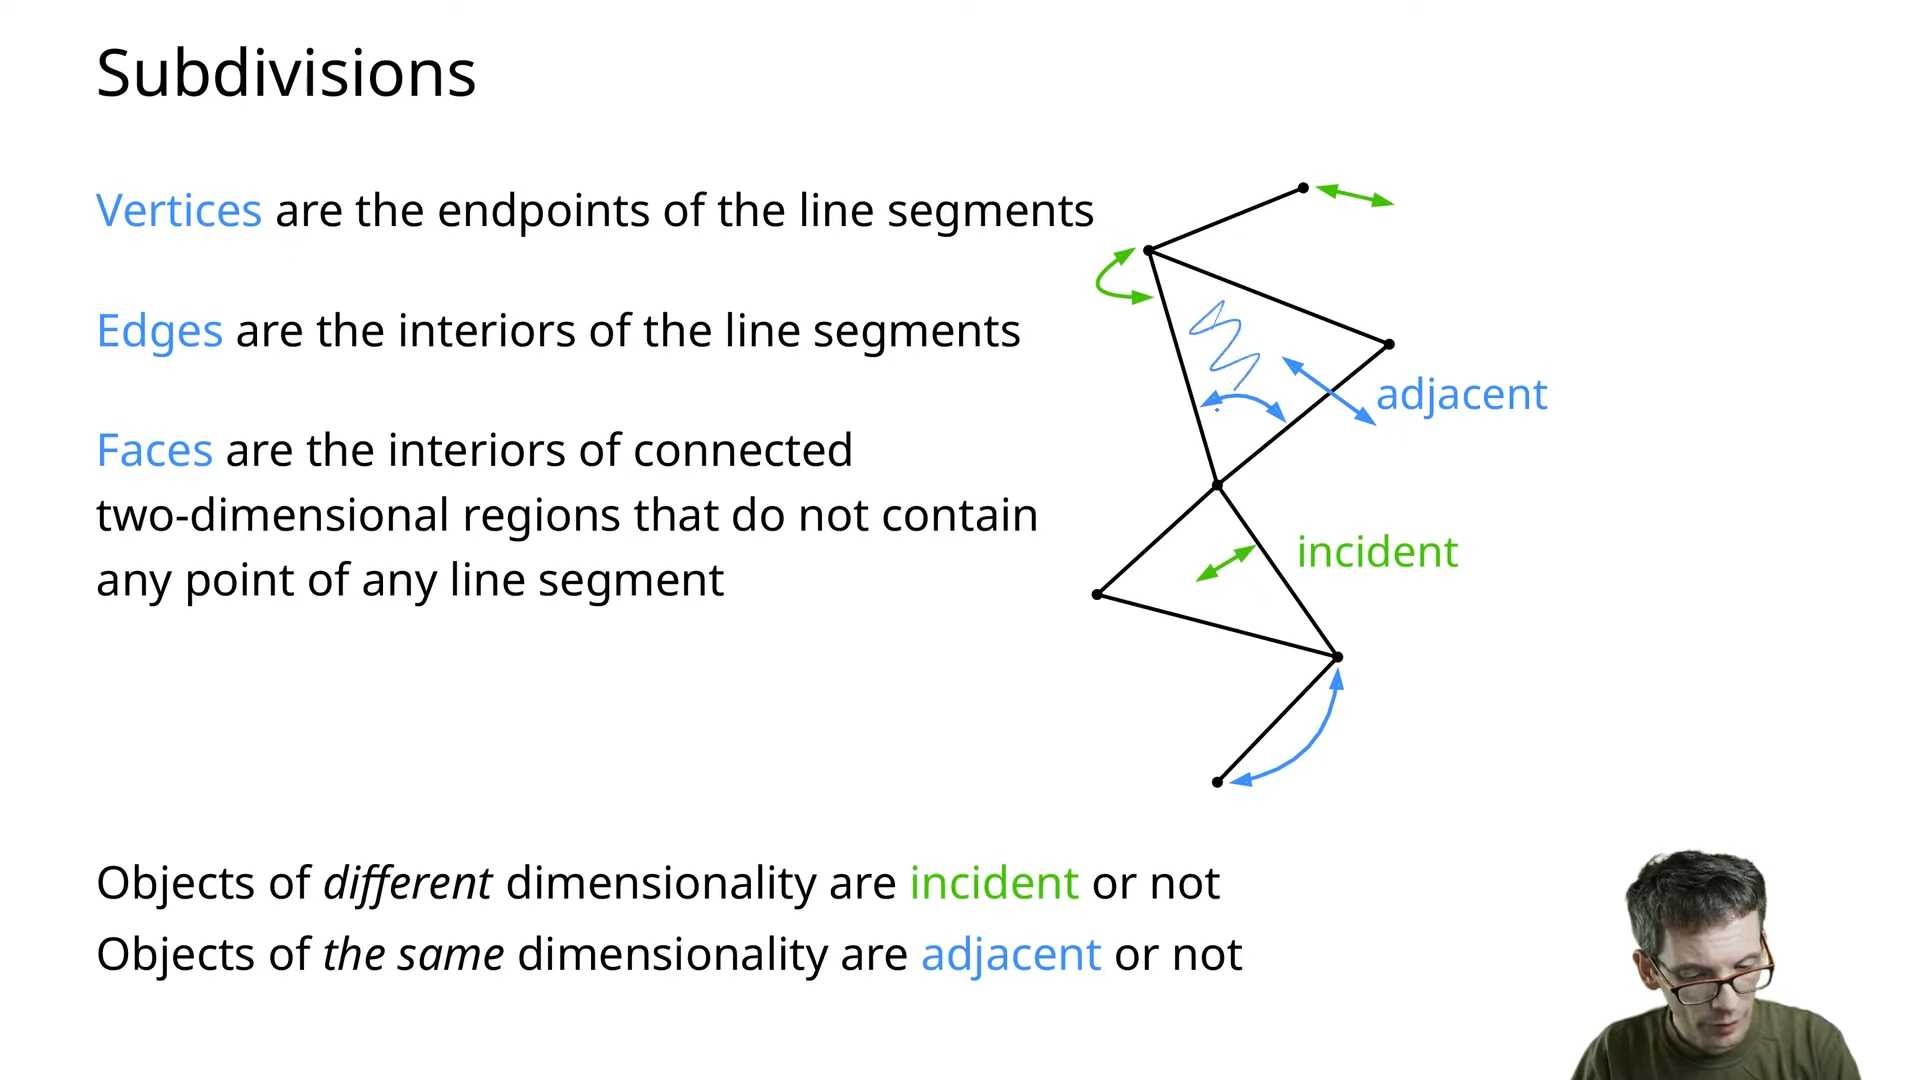 Subdivisions
Vertices are the endpoints of the line segments
Edges are the interiors of the line segments
Faces are the interiors of connected
two-dimensional regions that do not contain
any point of any line segment
adjacent
incident
Objects of different dimensionality are incident or not
Objects of the same dimensionality are adjacent or not